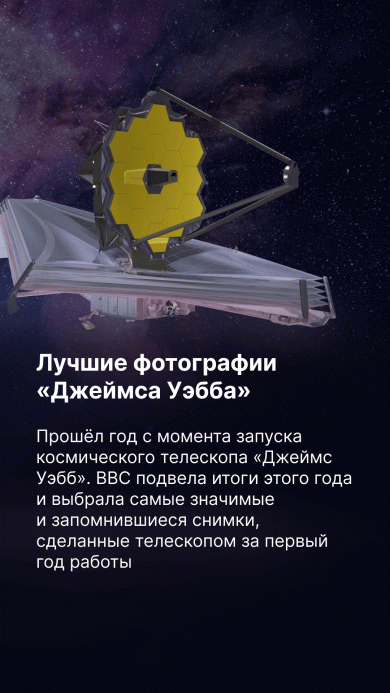 Лучшие фотографии
«Джеймса Уэбба»
Прошёл год с момента запуска
космического телескопа «Джеймс
Уэбб». BBC подвела итоги этого года
и выбрала самые значимые
и запомнившиеся снимки,
сделанные телескопом за первый
год работы